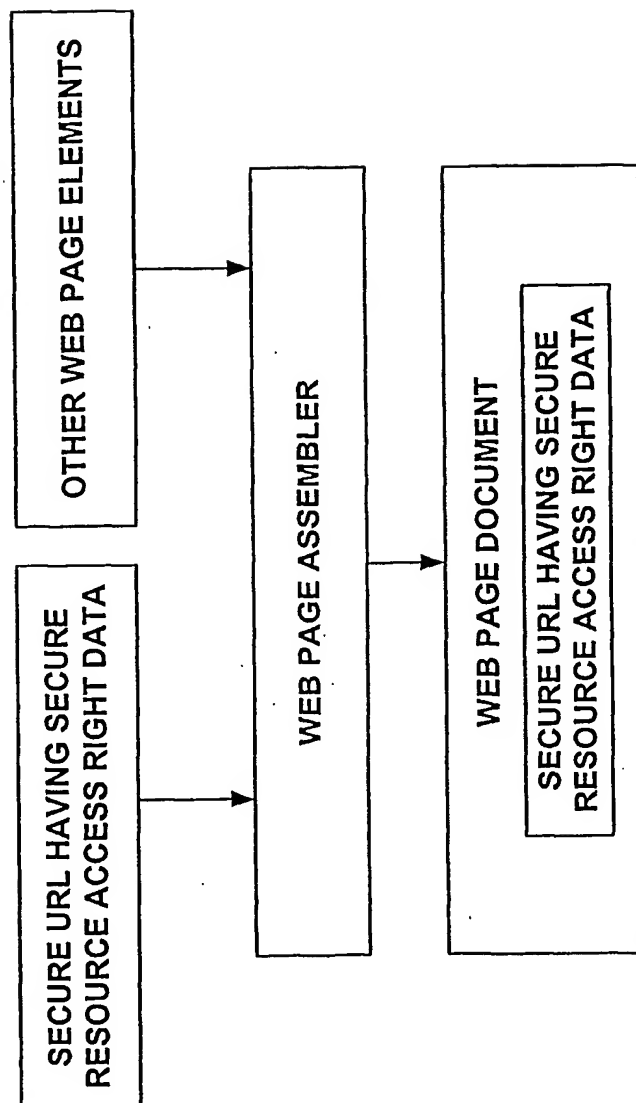 SECURE URL HAVING SECURE
RESOURCE ACCESS RIGHT DATA
OTHER WEB PAGE ELEMENTS
WEB PAGE ASSEMBLER
WEB PAGE DOCUMENT
SECURE URL HAVING SECURE
RESOURCE ACCESS RIGHT DATA